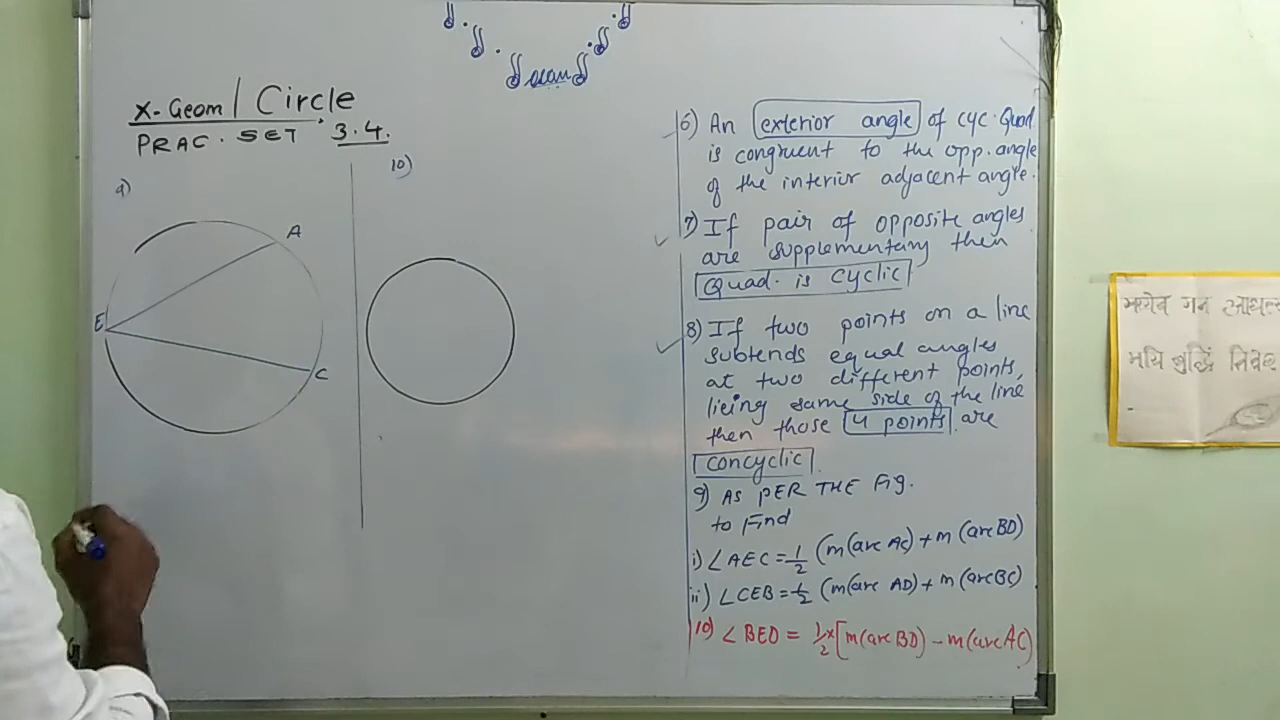 X-Geom| Circle
PRAC. SET 3.4.
9)
10)
A
E
C
6) An exterior angle of cyc. Quad
is congruent to the opp. angle
of the interior adjacent angle.
7) If pair of opposite angles
are supplementary then
Quad. is cyclic
8) If two points on a line
subtends equal angles
at two different points,
lieing same side of the line
then those 4 points are
concyclic.
9) AS PER THE Fig.
to Find
i) ∠AEC = 1/2 (m(arc AC) + m(arc BD)
ii) ∠CEB = 1/2 (m(arc AD) + m(arc BC)
10) ∠BED = 1/2 × [m(arc BD) - m(arc AC)